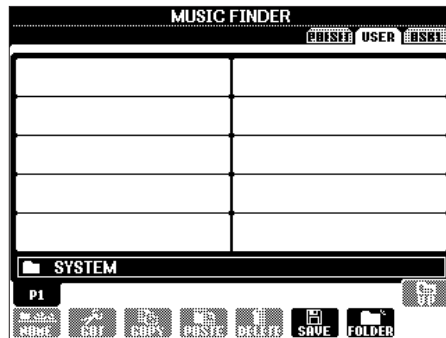 MUSIC FINDER
PRESET USER USB1
SYSTEM
P1
UP
NAME CUT COPY PASTE DELETE SAVE FOLDER